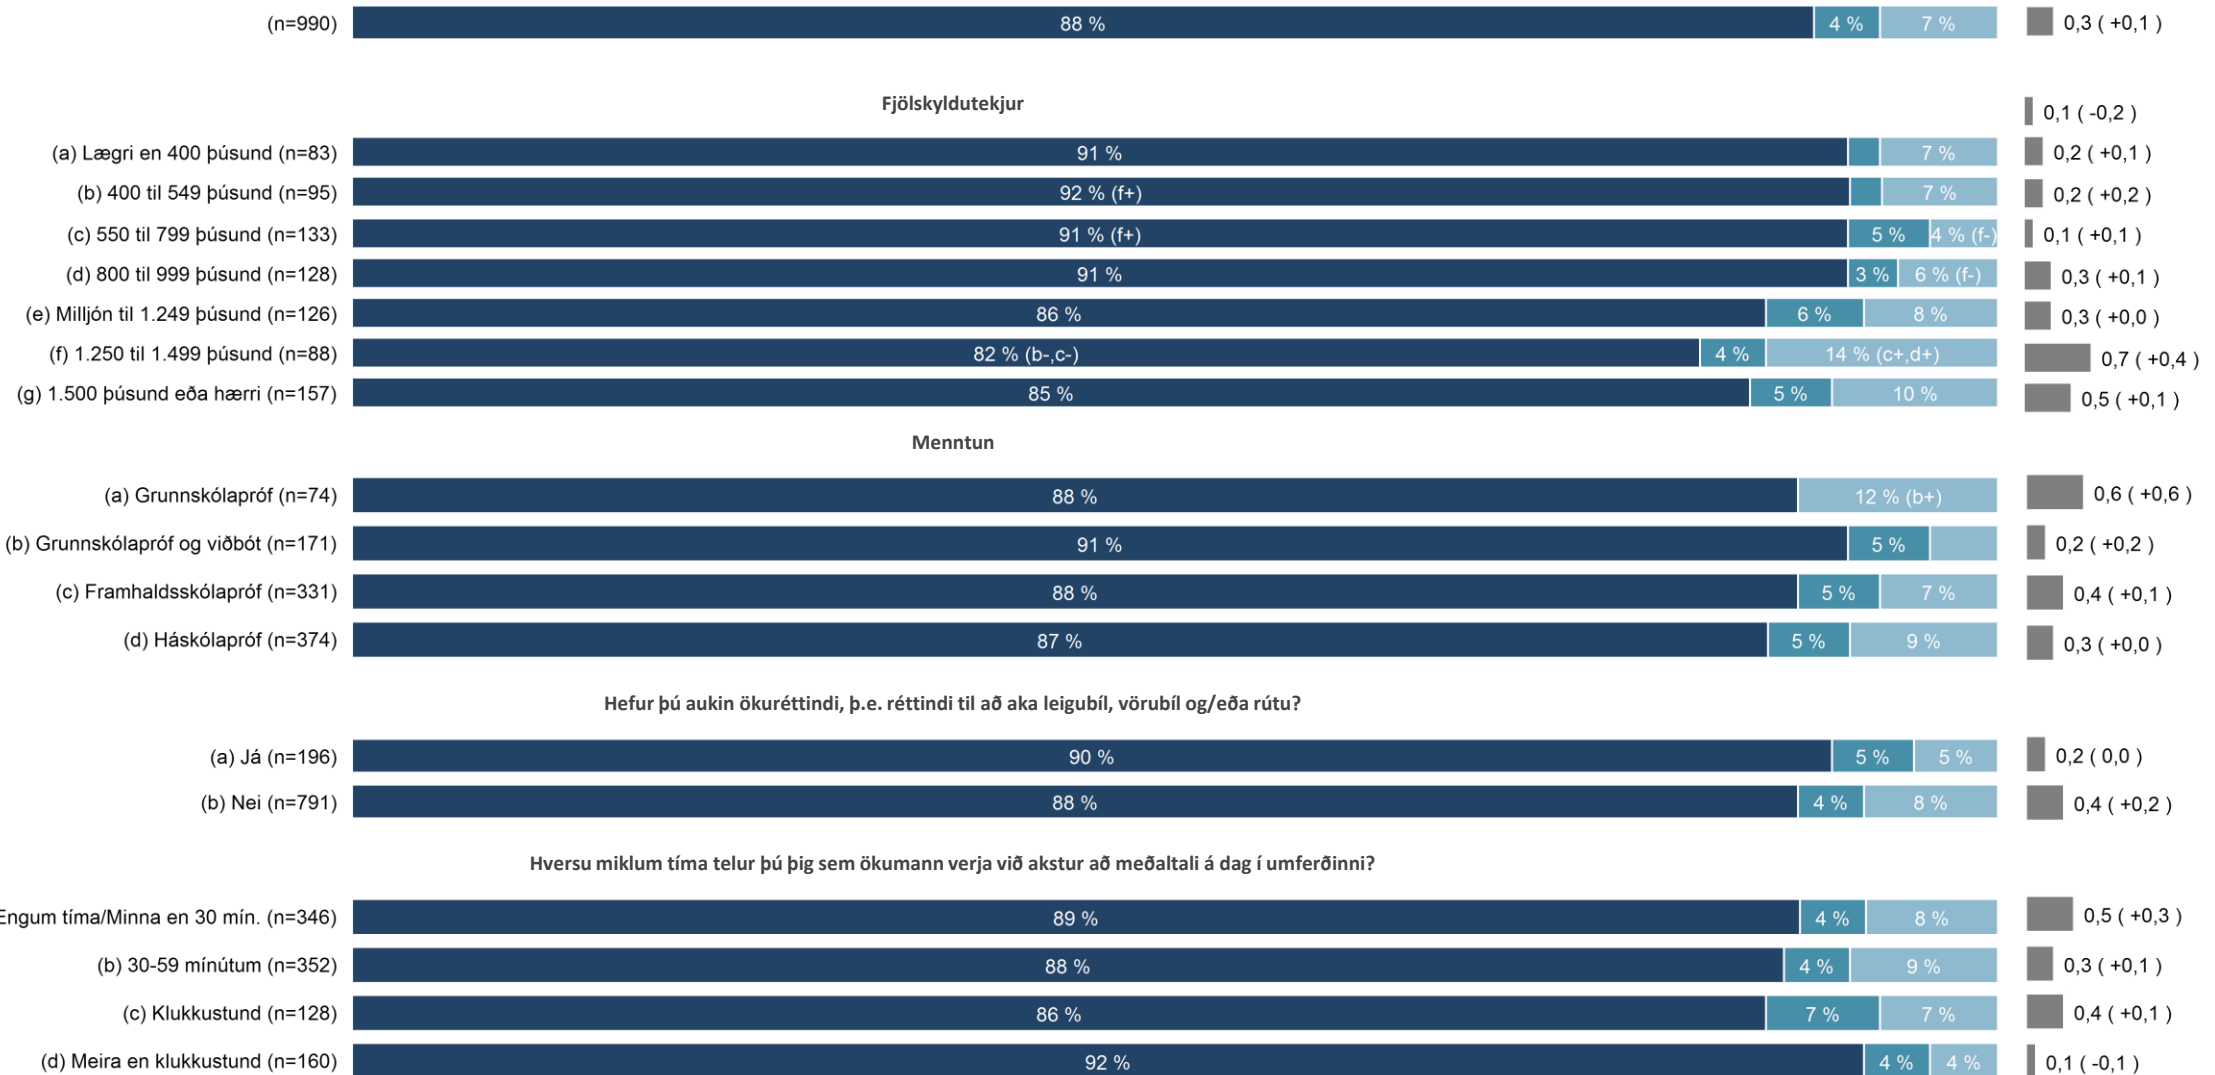 (n=990) 88 % 4 % 7 % 0,3 ( +0,1 )
Fjölskyldutekjur
0,1 ( -0,2 )
(a) Lægri en 400 þúsund (n=83) 91 % 7 % 0,2 ( +0,1 )
(b) 400 til 549 þúsund (n=95) 92 % (f+) 7 % 0,2 ( +0,2 )
(c) 550 til 799 þúsund (n=133) 91 % (f+) 5 % 4 % (f-) 0,1 ( +0,1 )
(d) 800 til 999 þúsund (n=128) 91 % 3 % 6 % (f-) 0,3 ( +0,1 )
(e) Milljón til 1.249 þúsund (n=126) 86 % 6 % 8 % 0,3 ( +0,0 )
(f) 1.250 til 1.499 þúsund (n=88) 82 % (b-,c-) 4 % 14 % (c+,d+) 0,7 ( +0,4 )
(g) 1.500 þúsund eða hærri (n=157) 85 % 5 % 10 % 0,5 ( +0,1 )
Menntun
(a) Grunnskólapróf (n=74) 88 % 12 % (b+) 0,6 ( +0,6 )
(b) Grunnskólapróf og viðbót (n=171) 91 % 5 % 0,2 ( +0,2 )
(c) Framhaldsskólapróf (n=331) 88 % 5 % 7 % 0,4 ( +0,1 )
(d) Háskólapróf (n=374) 87 % 5 % 9 % 0,3 ( +0,0 )
Hefur þú aukin ökuréttindi, þ.e. réttindi til að aka leigubíl, vörubíl og/eða rútu?
(a) Já (n=196) 90 % 5 % 5 % 0,2 ( 0,0 )
(b) Nei (n=791) 88 % 4 % 8 % 0,4 ( +0,2 )
Hversu miklum tíma telur þú þig sem ökumann verja við akstur að meðaltali á dag í umferðinni?
Engum tíma/Minna en 30 mín. (n=346) 89 % 4 % 8 % 0,5 ( +0,3 )
(b) 30-59 mínútum (n=352) 88 % 4 % 9 % 0,3 ( +0,1 )
(c) Klukkustund (n=128) 86 % 7 % 7 % 0,4 ( +0,1 )
(d) Meira en klukkustund (n=160) 92 % 4 % 4 % 0,1 ( -0,1 )